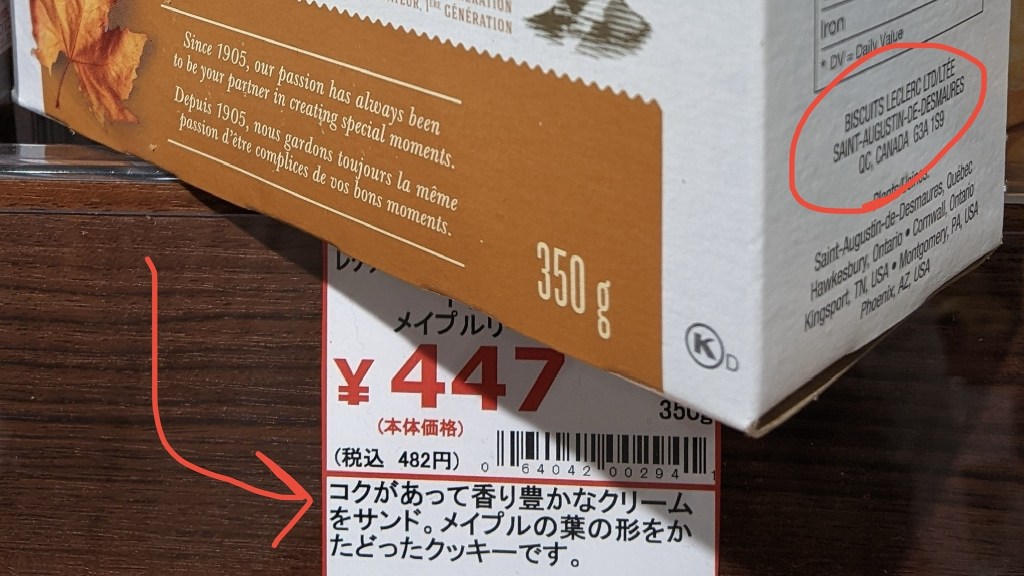 GÉNÉRATION
Since 1905, our passion has always been
to be your partner in creating special moments.
Depuis 1905, nous gardons toujours la même
passion d'être complices de vos bons moments.
350 g
Iron
* DV = Daily Value
BISCUITS LECLERC LTD/LTÉE
SAINT-AUGUSTIN-DE-DESMAURES
QC, CANADA G3A 1S9
Saint-Augustin-de-Desmaures, Québec
Hawkesbury, Ontario • Cornwall, Ontario
Kingsport, TN, USA • Montgomery, PA, USA
Phoenix, AZ, USA
K D
メイプルリ
¥447
350g
(本体価格)
(税込 482円)
0 64042 00294 1
コクがあって香り豊かなクリーム
をサンド。メイプルの葉の形をか
たどったクッキーです。